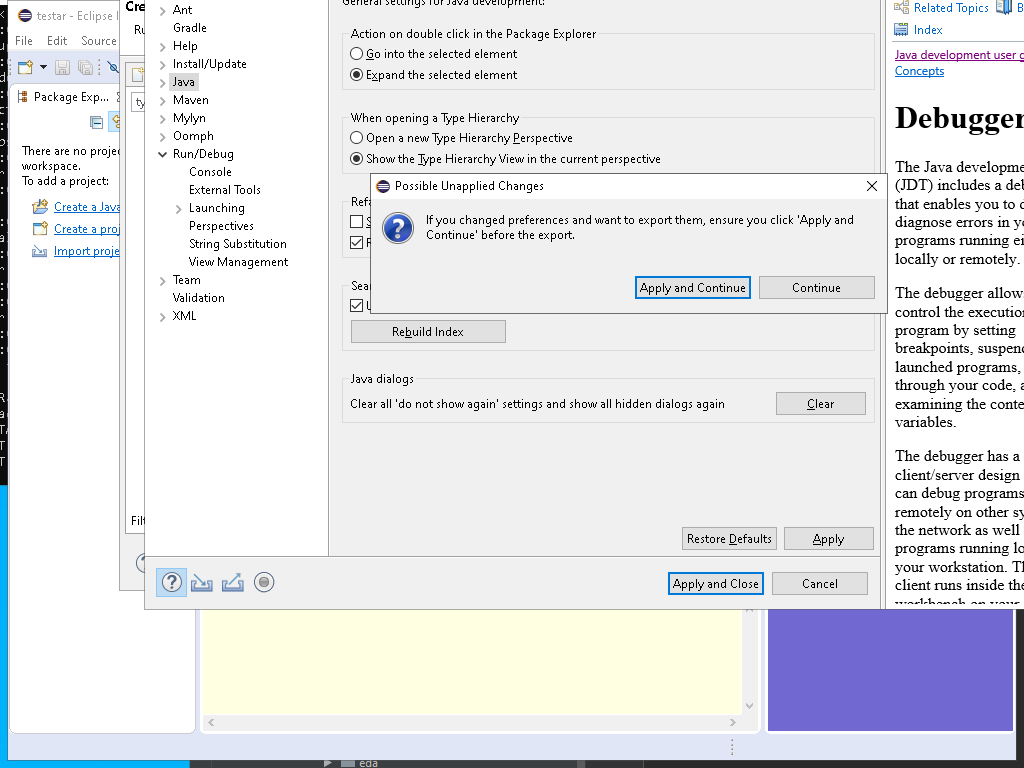 testar - Eclipse I
File Edit Source
Package Exp...
There are no proje
workspace.
To add a project:
Create a Java
Create a proj
Import proje
Cre
Ru
ty
Filt
Ant
Gradle
Help
Install/Update
Java
Maven
Mylyn
Oomph
Run/Debug
Console
External Tools
Launching
Perspectives
String Substitution
View Management
Team
Validation
XML
General settings for Java development:
Action on double click in the Package Explorer
Go into the selected element
Expand the selected element
When opening a Type Hierarchy
Open a new Type Hierarchy Perspective
Show the Type Hierarchy View in the current perspective
Refa
Sear
Rebuild Index
Java dialogs
Clear all 'do not show again' settings and show all hidden dialogs again
Clear
Restore Defaults
Apply
Apply and Close
Cancel
Possible Unapplied Changes
If you changed preferences and want to export them, ensure you click 'Apply and
Continue' before the export.
Apply and Continue
Continue
Related Topics
Index
Java development user g
Concepts
Debugger
The Java developme
(JDT) includes a deb
that enables you to d
diagnose errors in yo
programs running ei
locally or remotely.
The debugger allows
control the execution
program by setting
breakpoints, suspend
launched programs,
through your code, a
examining the conte
variables.
The debugger has a
client/server design
can debug programs
remotely on other sy
the network as well
programs running lo
your workstation. Th
client runs inside the
workbench on your
eda